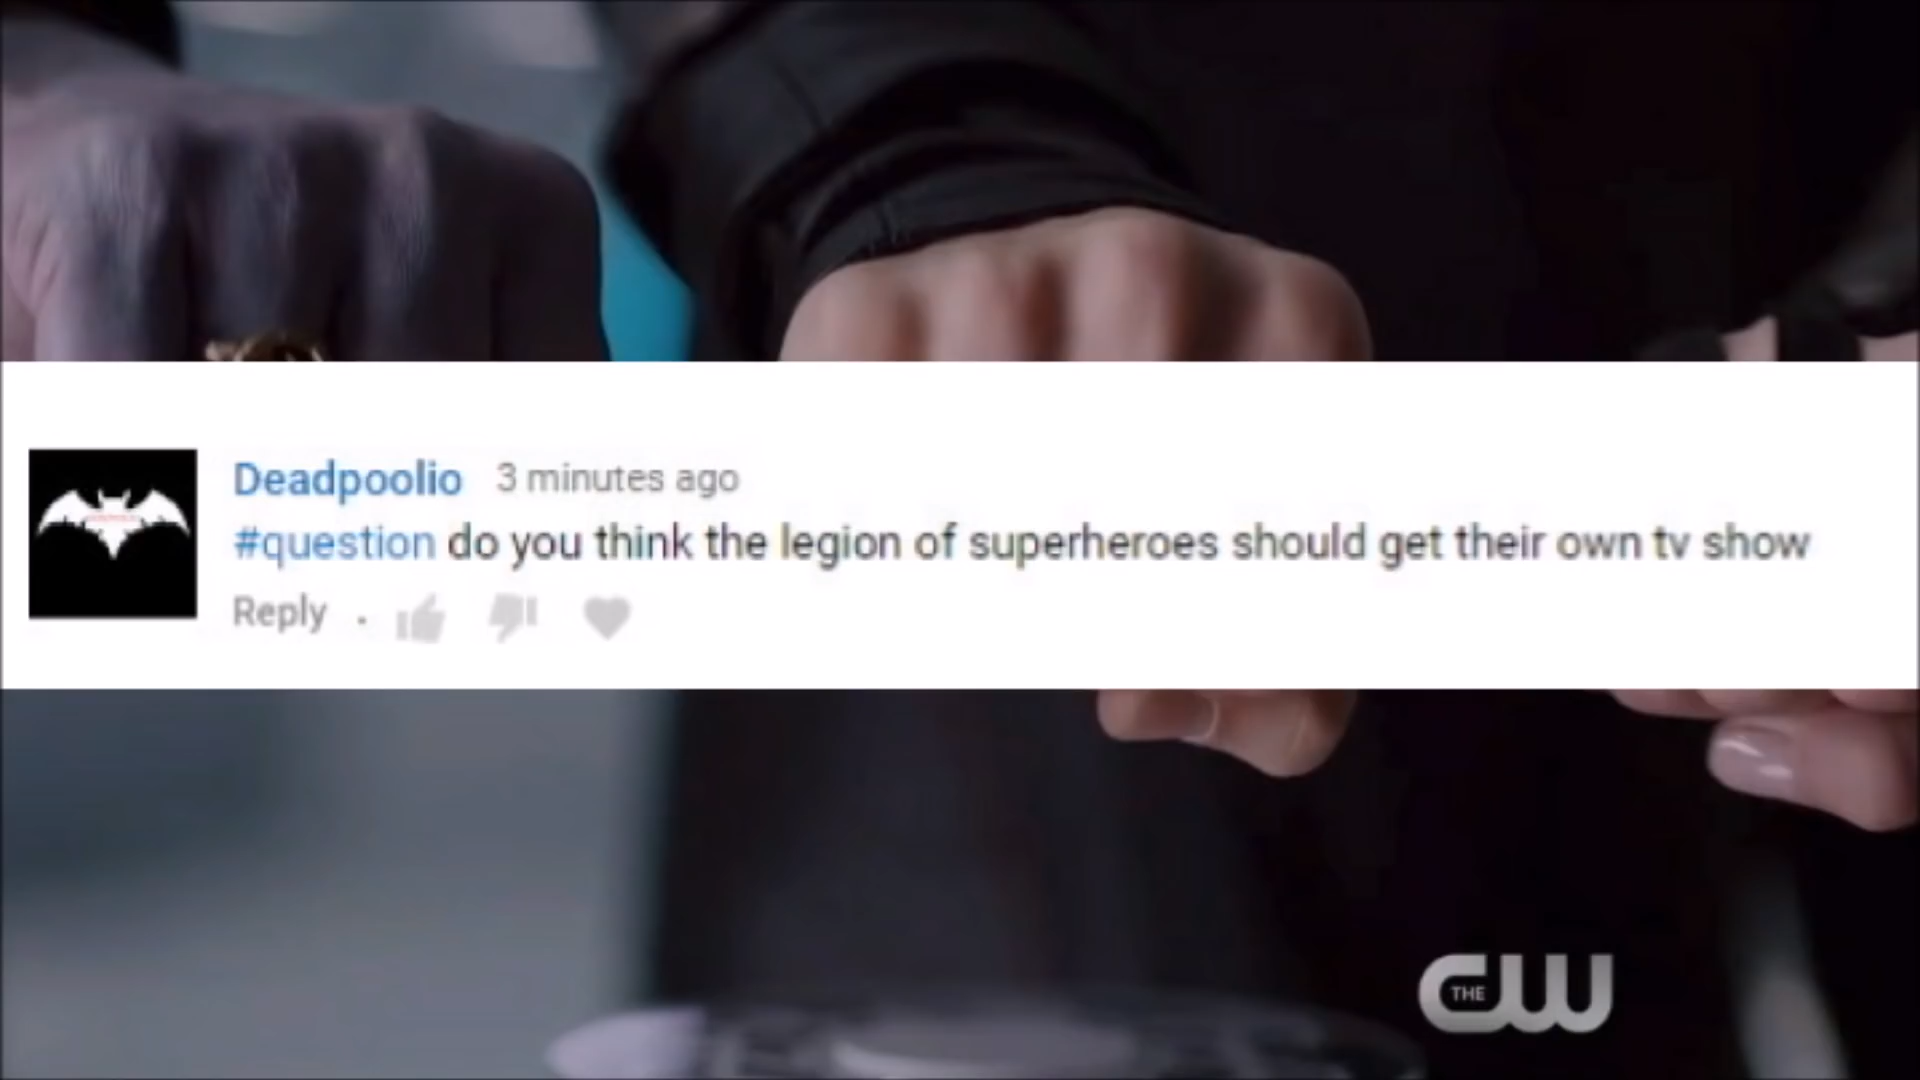 Deadpoolio 3 minutes ago
#question do you think the legion of superheroes should get their own tv show
Reply .
THE CW